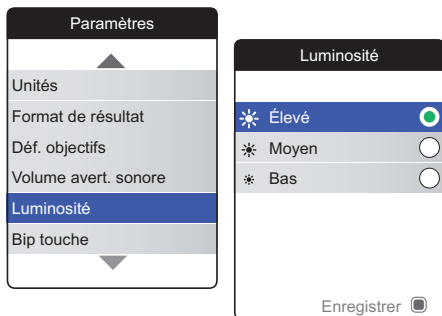 Paramètres
Unités
Format de résultat
Déf. objectifs
Volume avert. sonore
Luminosité
Bip touche
Luminosité
Élevé
Moyen
Bas
Enregistrer